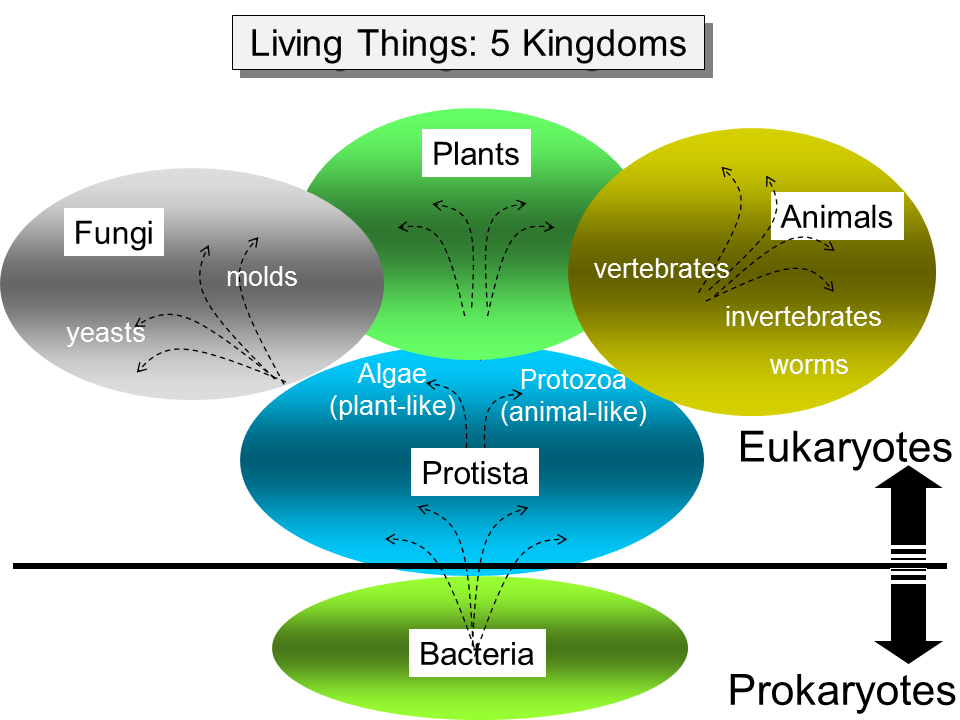 Living Things: 5 Kingdoms
Plants
Animals
Fungi
vertebrates
molds
invertebrates
yeasts
worms
Algae
(plant-like)
Protozoa
(animal-like)
Eukaryotes
Protista
Bacteria
Prokaryotes